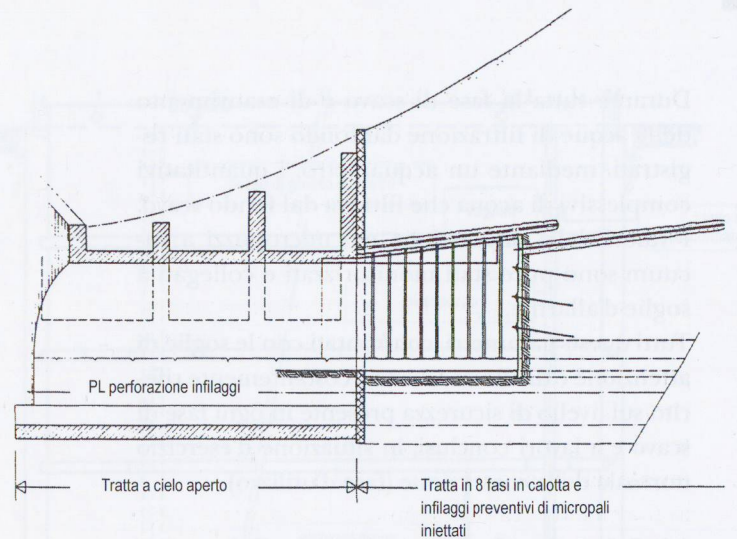 PL perforazione infilaggi
Tratta a cielo aperto
Tratta in 8 fasi in calotta e
infilaggi preventivi di micropali
iniettati